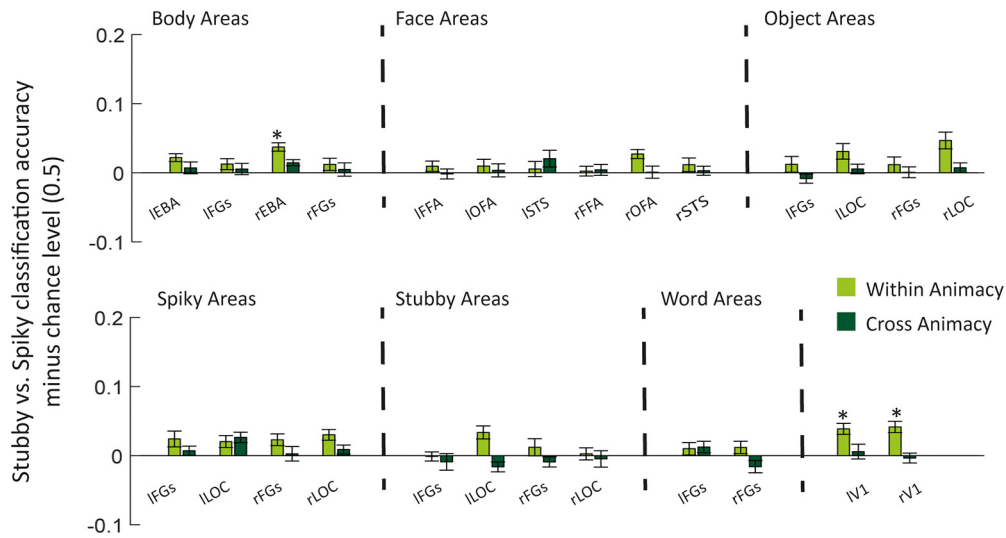 Body Areas
Face Areas
Object Areas
0.2
0.1
0
-0.1
*
lEBA
lFGs
rEBA
rFGs
lFFA
lOFA
lSTS
rFFA
rOFA
rSTS
lFGs
lLOC
rFGs
rLOC
Stubby vs. Spiky classification accuracy
minus chance level (0.5)
Spiky Areas
Stubby Areas
Word Areas
Within Animacy
Cross Animacy
0.2
0.1
0
-0.1
* *
lFGs
lLOC
rFGs
rLOC
lFGs
lLOC
rFGs
rLOC
lFGs
rFGs
lV1
rV1